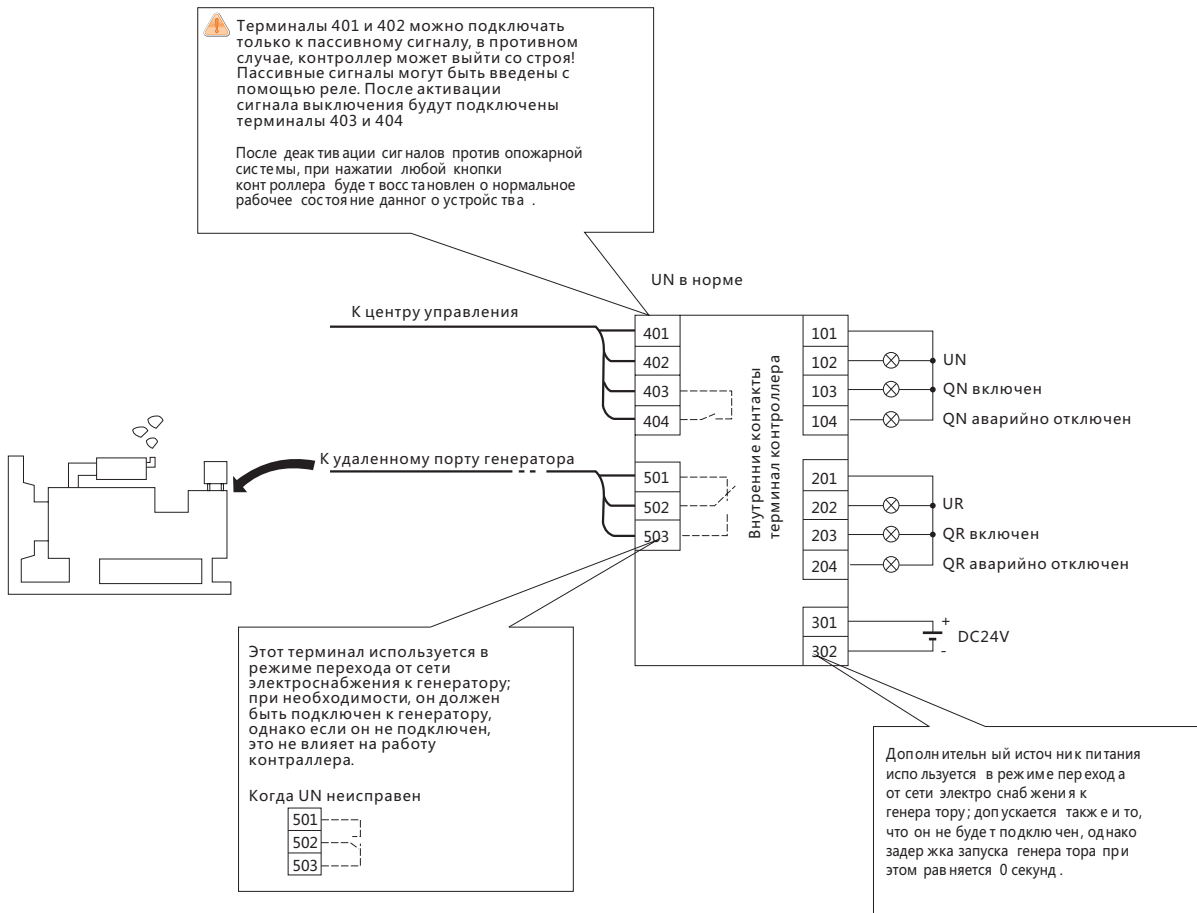 Терминалы 401 и 402 можно подключать
только к пассивному сигналу, в противном
случае, контроллер может выйти со строя!
Пассивные сигналы могут быть введены с
помощью реле. После активации
сигнала выключения будут подключены
терминалы 403 и 404
После деактивации сигналов противопожарной
системы, при нажатии любой кнопки
контроллера будет восстановлено нормальное
рабочее состояние данного устройства.
UN в норме
К центру управления
401
402
403
404
К удаленному порту генератора
501
502
503
Внутренние контакты
терминал контроллера
101
102
103
104
UN
QN включен
QN аварийно отключен
201
202
203
204
UR
QR включен
QR аварийно отключен
301
302
+
-
DC24V
Этот терминал используется в
режиме перехода от сети
электроснабжения к генератору;
при необходимости, он должен
быть подключен к генератору,
однако если он не подключен,
это не влияет на работу
контраллера.
Когда UN неисправен
501
502
503
Дополнительный источник питания
используется в режиме перехода
от сети электроснабжения к
генератору; допускается также и то,
что он не будет подключен, однако
задержка запуска генератора при
этом равняется 0 секунд.